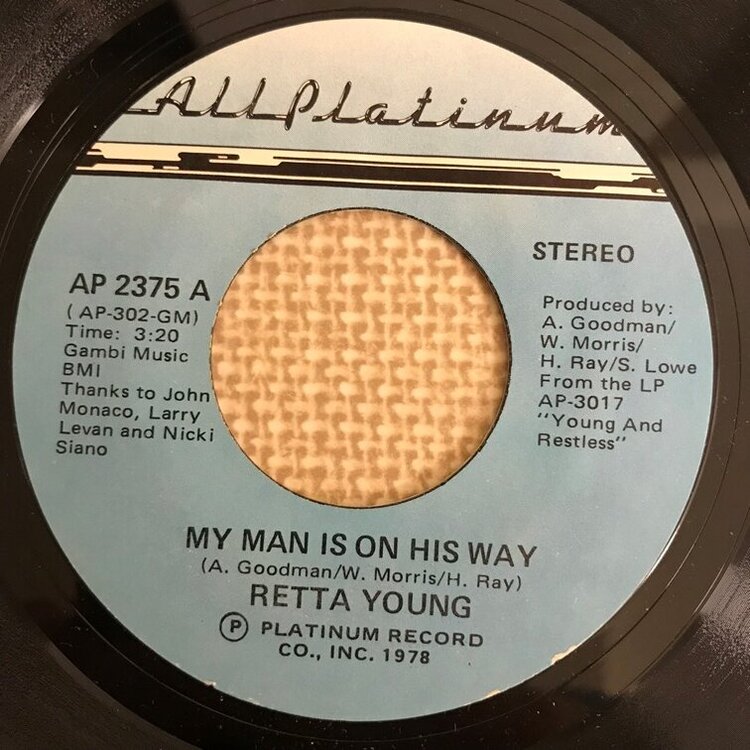 All Platinum
STEREO
AP 2375 A
(AP-302-GM)
Time: 3:20
Gambi Music
BMI
Thanks to John
Monaco, Larry
Levan and Nicki
Siano
Produced by:
A. Goodman/
W. Morris/
H. Ray/S. Lowe
From the LP
AP-3017
"Young And
Restless"
MY MAN IS ON HIS WAY
(A. Goodman/W. Morris/H. Ray)
RETTA YOUNG
Ⓟ PLATINUM RECORD
CO., INC. 1978